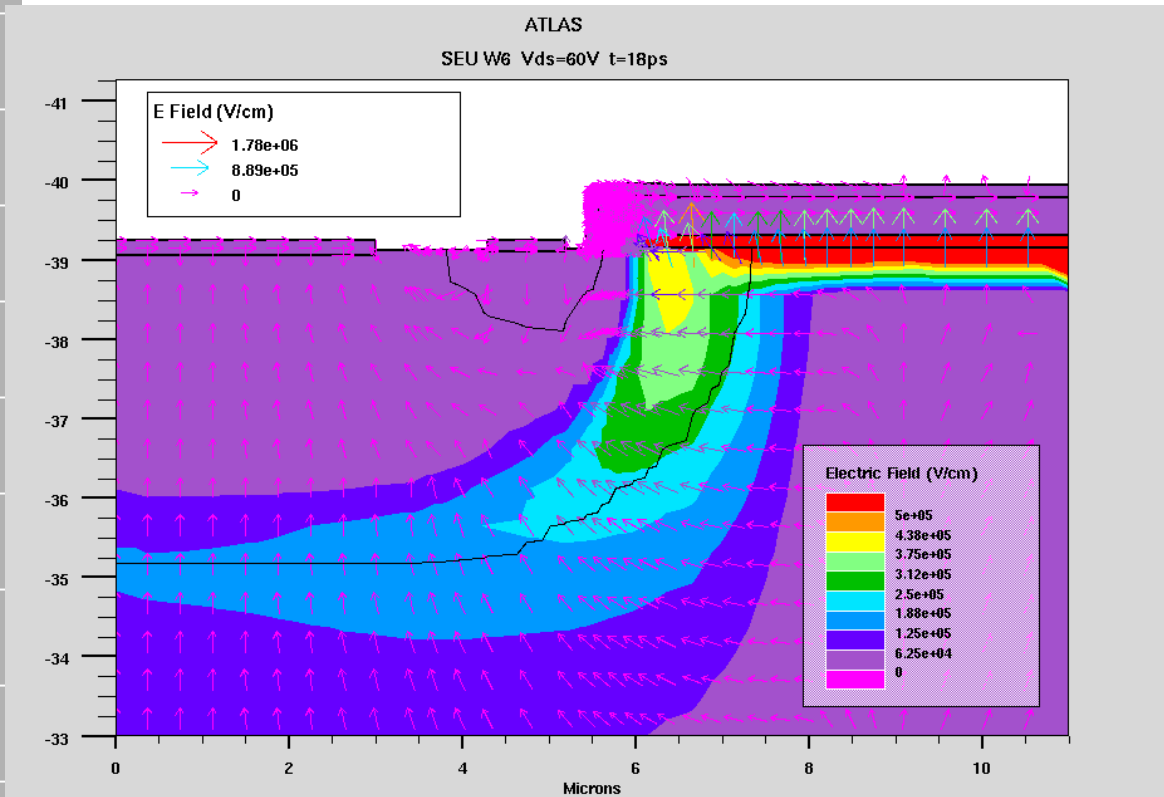 ATLAS
SEU W6 Vds=60V t=18ps
E Field (V/cm)
1.78e+06
8.89e+05
0
-41
-40
-39
-38
-37
-36
-35
-34
-33
Electric Field (V/cm)
5e+05
4.38e+05
3.75e+05
3.12e+05
2.5e+05
1.88e+05
1.25e+05
6.25e+04
0
0 2 4 6 8 10
Microns